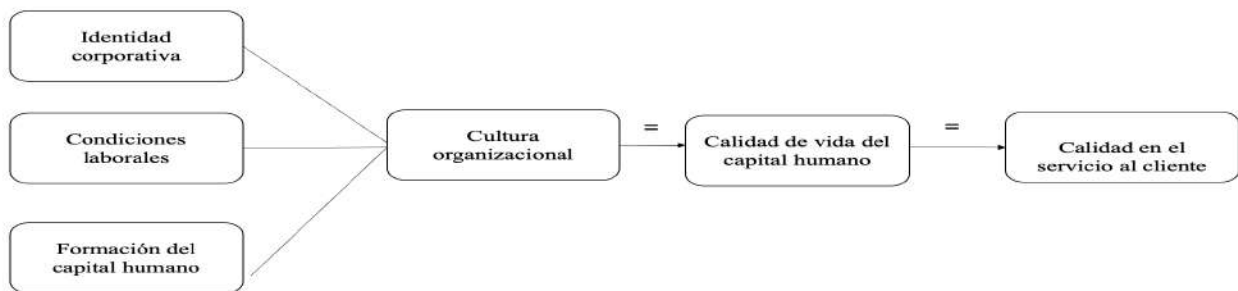 Identidad
corporativa
Condiciones
laborales
Formación del
capital humano
Cultura
organizacional
=
Calidad de vida del
capital humano
=
Calidad en el
servicio al cliente